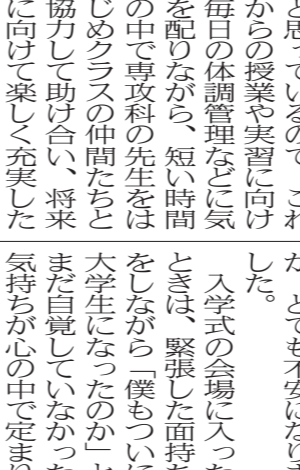 と思っているので、これ
からの授業や実習に向け
毎日の体調管理などに気
を配りながら、短い時間
の中で専攻科の先生をは
じめクラスの仲間たちと
協力して助け合い、将来
に向けて楽しく充実した
が、とても不安になりま
した。
入学式の会場に入った
ときは、緊張した面持ち
をしながら「僕もついに
大学生になったのか」と
まだ自覚していなかった
気持ちが心の中で定まり